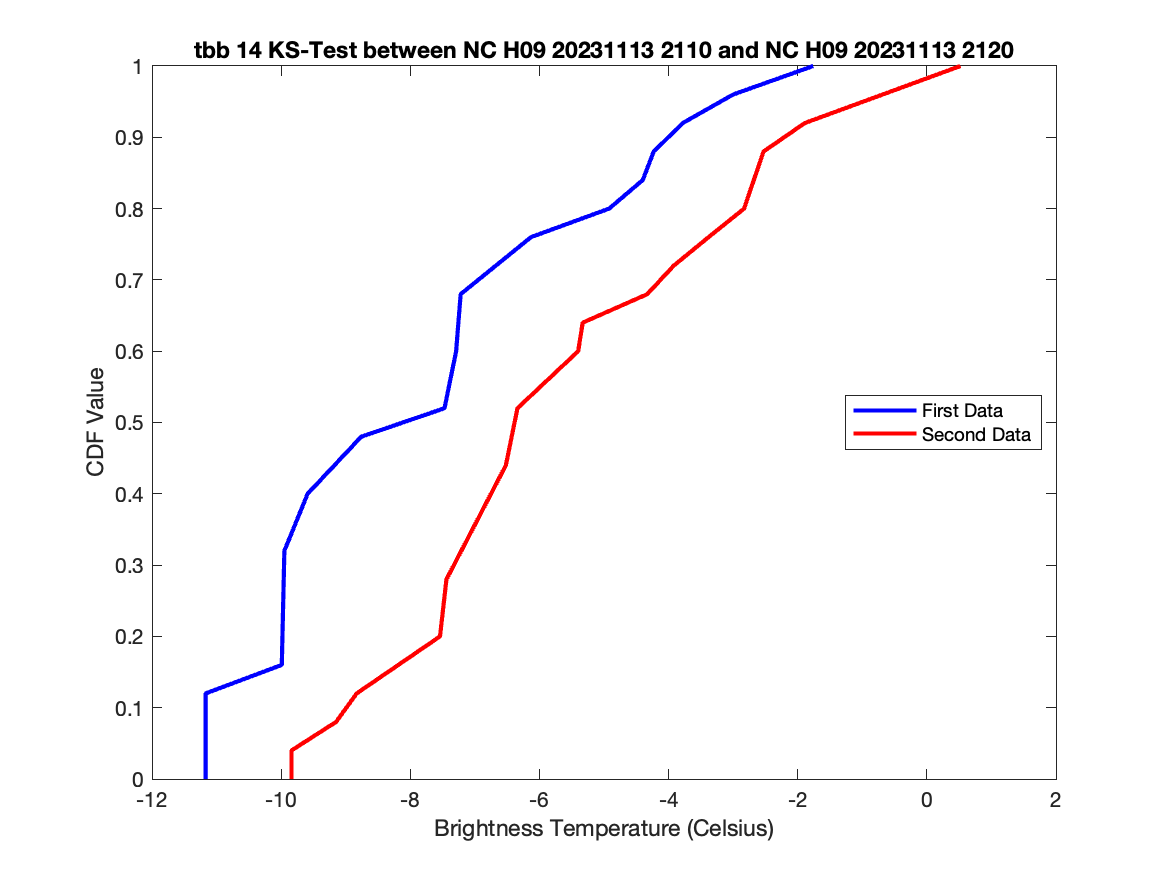 tbb 14 KS-Test between NC H09 20231113 2110 and NC H09 20231113 2120
1
0.9
0.8
0.7
0.6
0.5
0.4
0.3
0.2
0.1
0
CDF Value
First Data
Second Data
-12 -10 -8 -6 -4 -2 0 2
Brightness Temperature (Celsius)